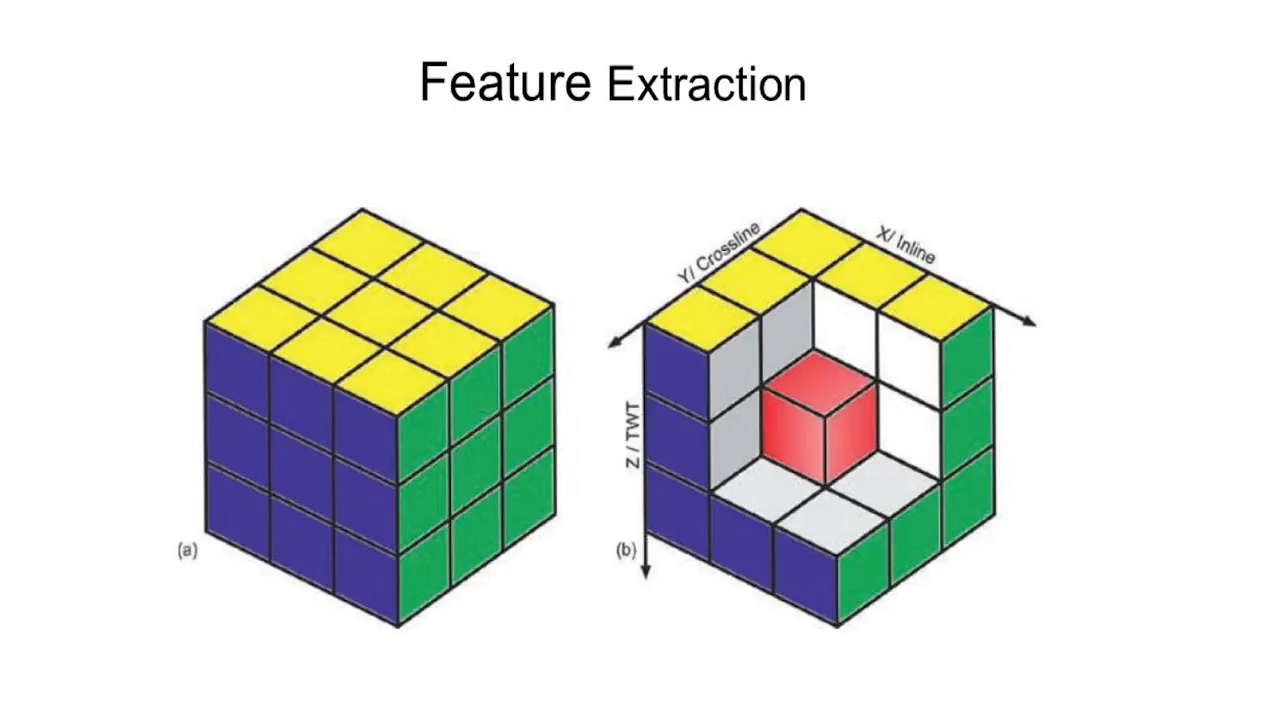 Feature Extraction
Y/ Crossline
X/ Inline
Z / TWT
(a)
(b)